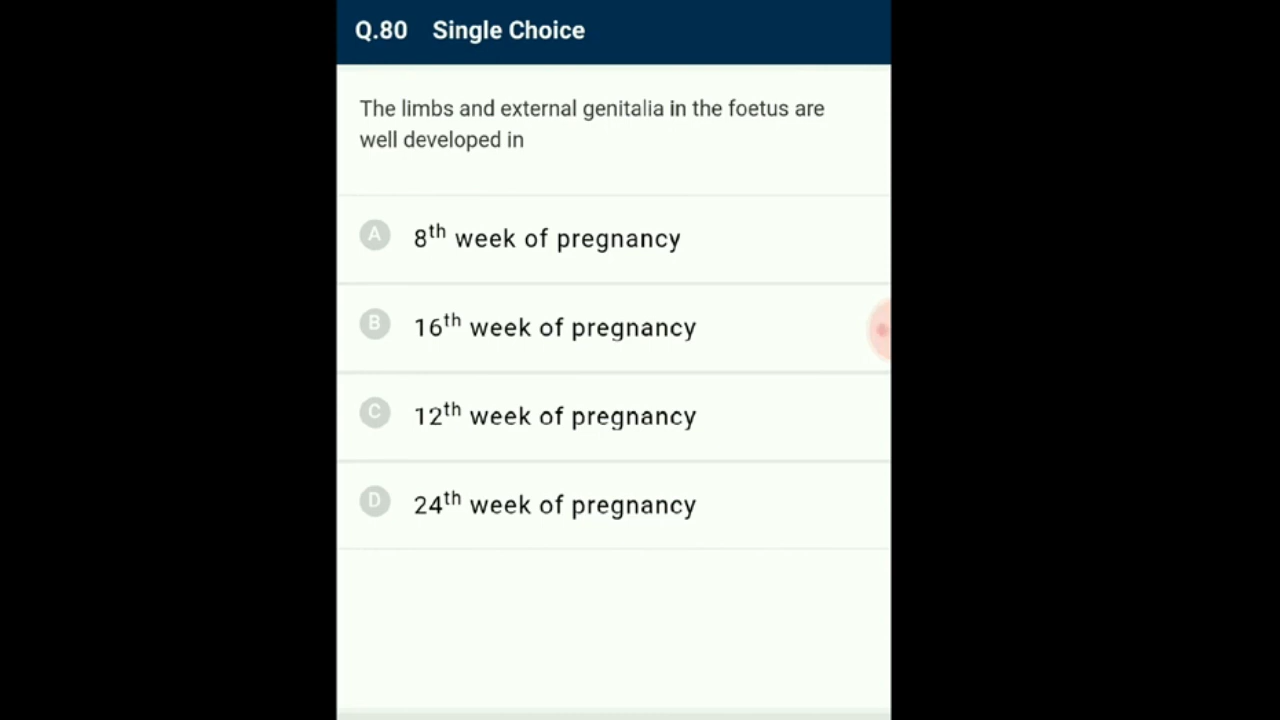 Q.80 Single Choice
The limbs and external genitalia in the foetus are
well developed in
A 8th week of pregnancy
B 16th week of pregnancy
C 12th week of pregnancy
D 24th week of pregnancy